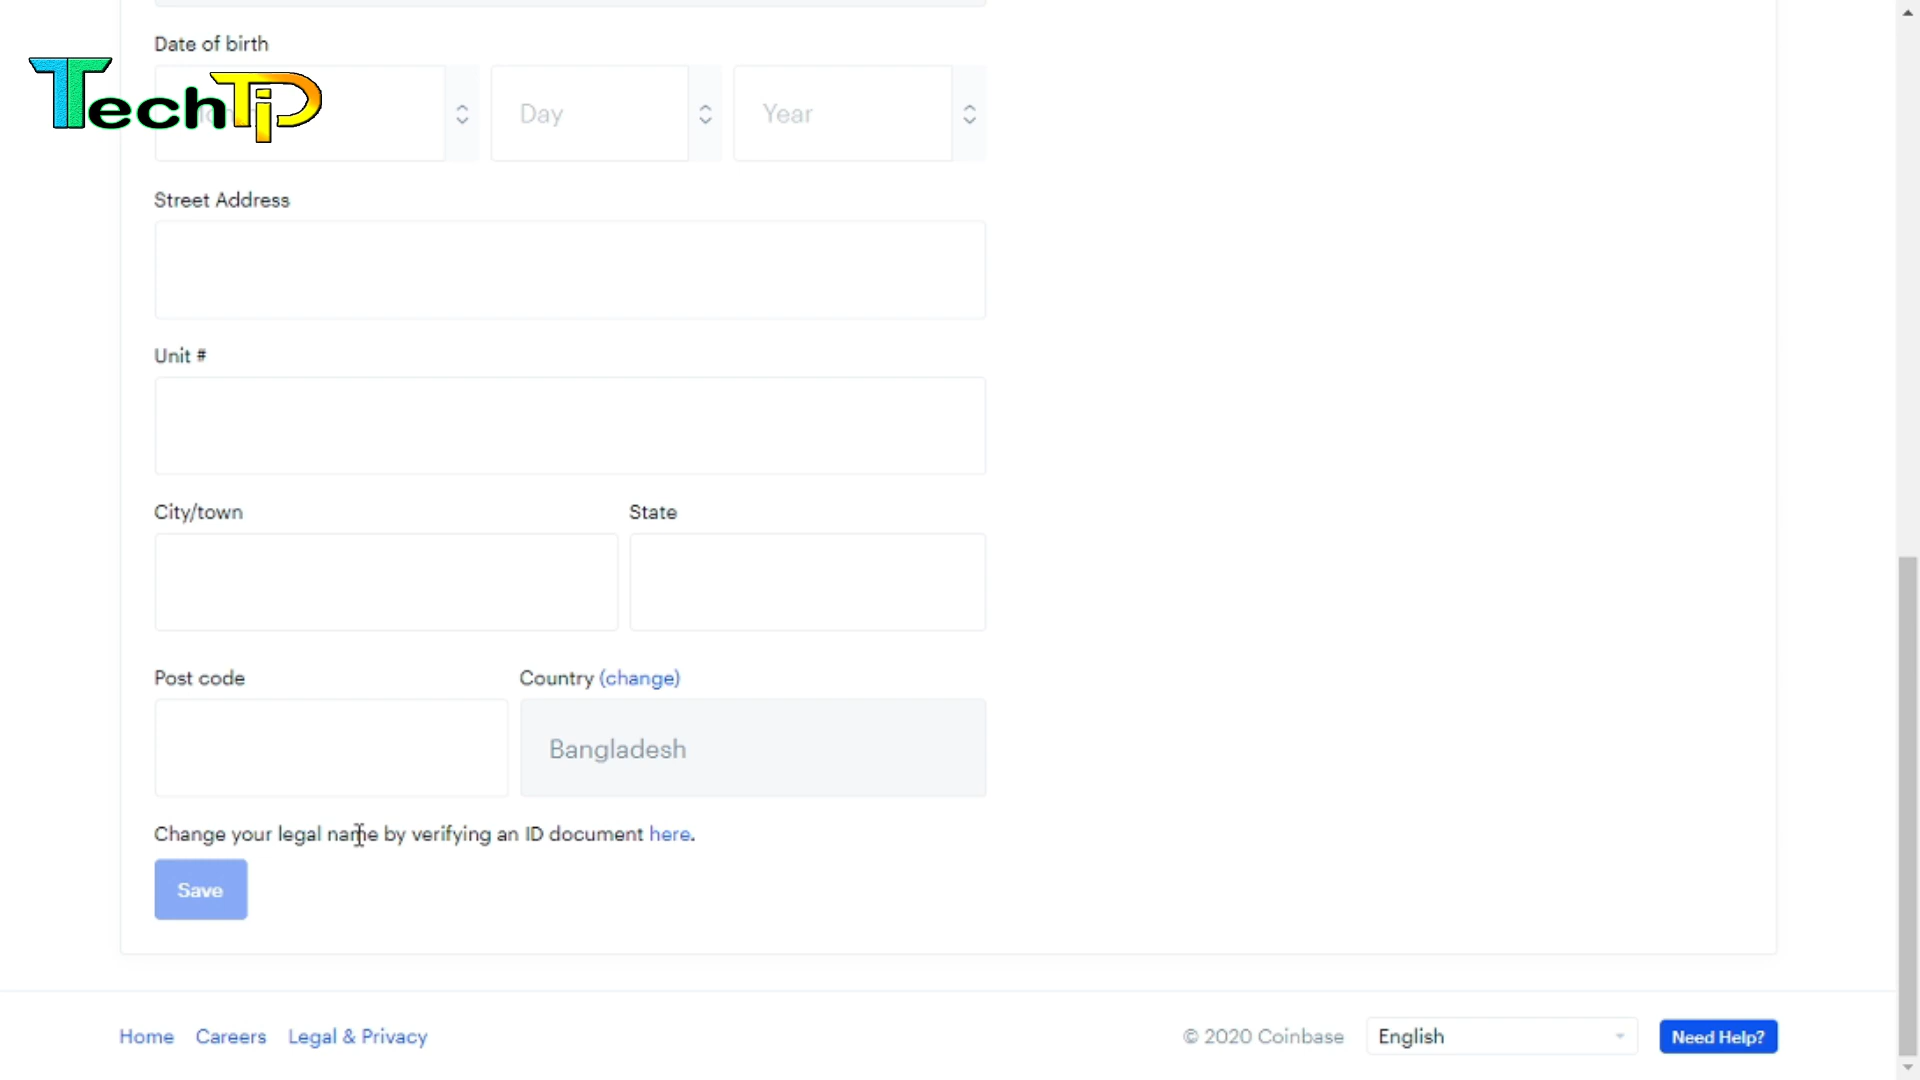 Date of birth
TechTip
Day
Year
Street Address
Unit #
City/town
State
Post code
Country (change)
Bangladesh
Change your legal name by verifying an ID document here.
Save
Home
Careers
Legal & Privacy
© 2020 Coinbase
English
Need Help?